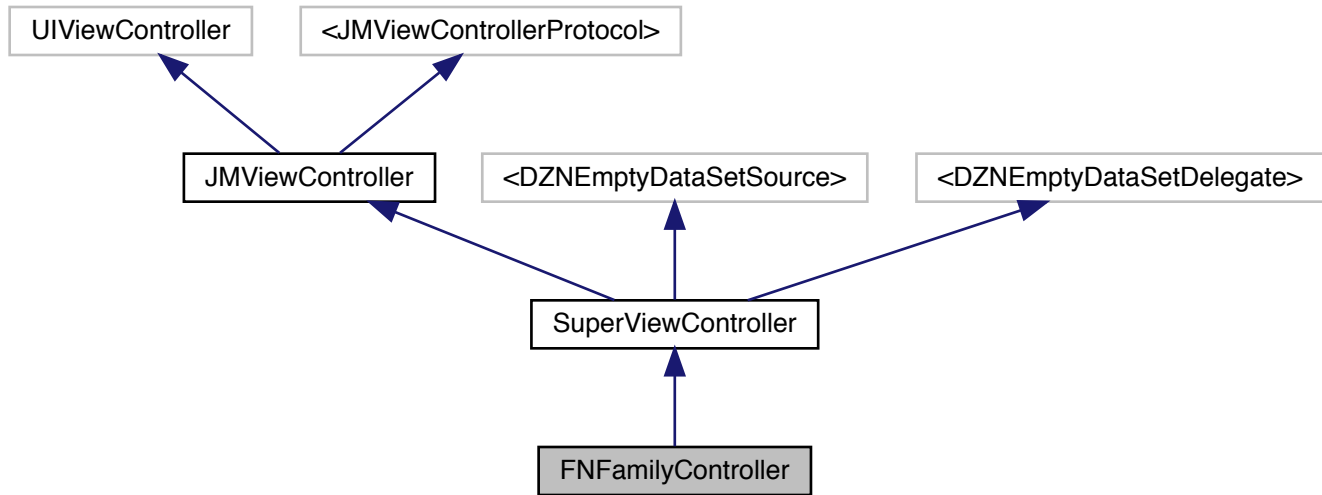 UIViewController
<JMViewControllerProtocol>
JMViewController
<DZNEmptyDataSetSource>
<DZNEmptyDataSetDelegate>
SuperViewController
FNFamilyController